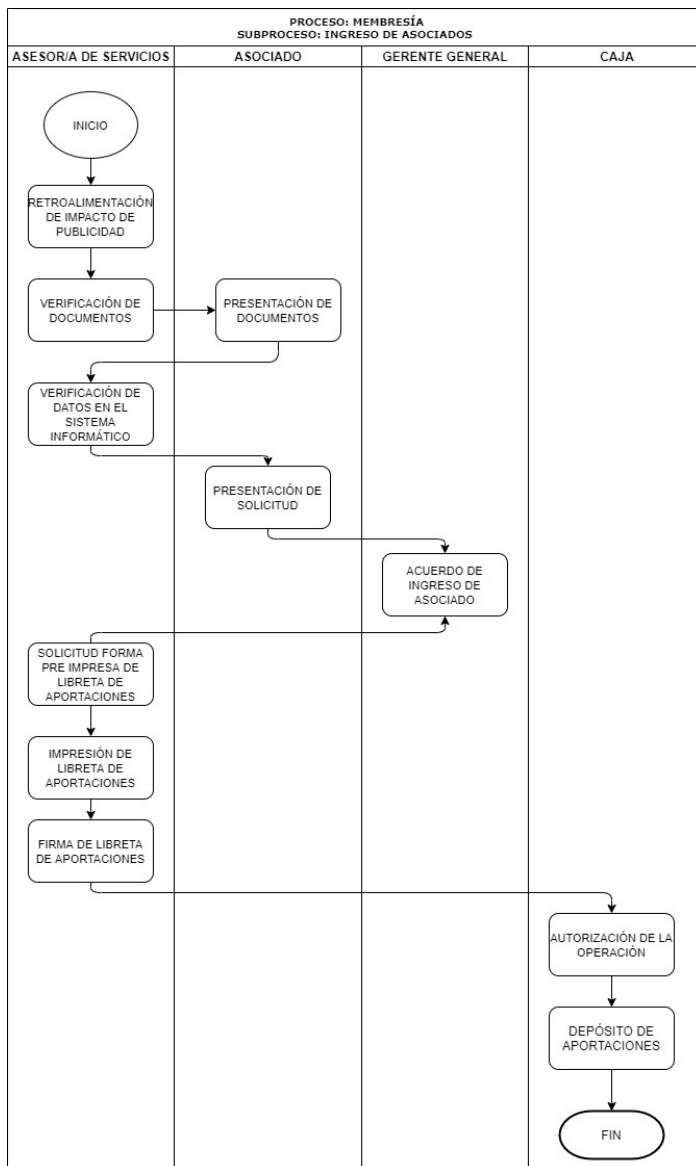 PROCESO: MEMBRESÍA
SUBPROCESO: INGRESO DE ASOCIADOS
ASESOR/A DE SERVICIOS
ASOCIADO
GERENTE GENERAL
CAJA
INICIO
RETROALIMENTACIÓN
DE IMPACTO DE
PUBLICIDAD
VERIFICACIÓN DE
DOCUMENTOS
PRESENTACIÓN DE
DOCUMENTOS
VERIFICACIÓN DE
DATOS EN EL
SISTEMA
INFORMÁTICO
PRESENTACIÓN DE
SOLICITUD
ACUERDO DE
INGRESO DE
ASOCIADO
SOLICITUD FORMA
PRE IMPRESA DE
LIBRETA DE
APORTACIONES
IMPRESIÓN DE
LIBRETA DE
APORTACIONES
FIRMA DE LIBRETA
DE APORTACIONES
AUTORIZACIÓN DE LA
OPERACIÓN
DEPÓSITO DE
APORTACIONES
FIN